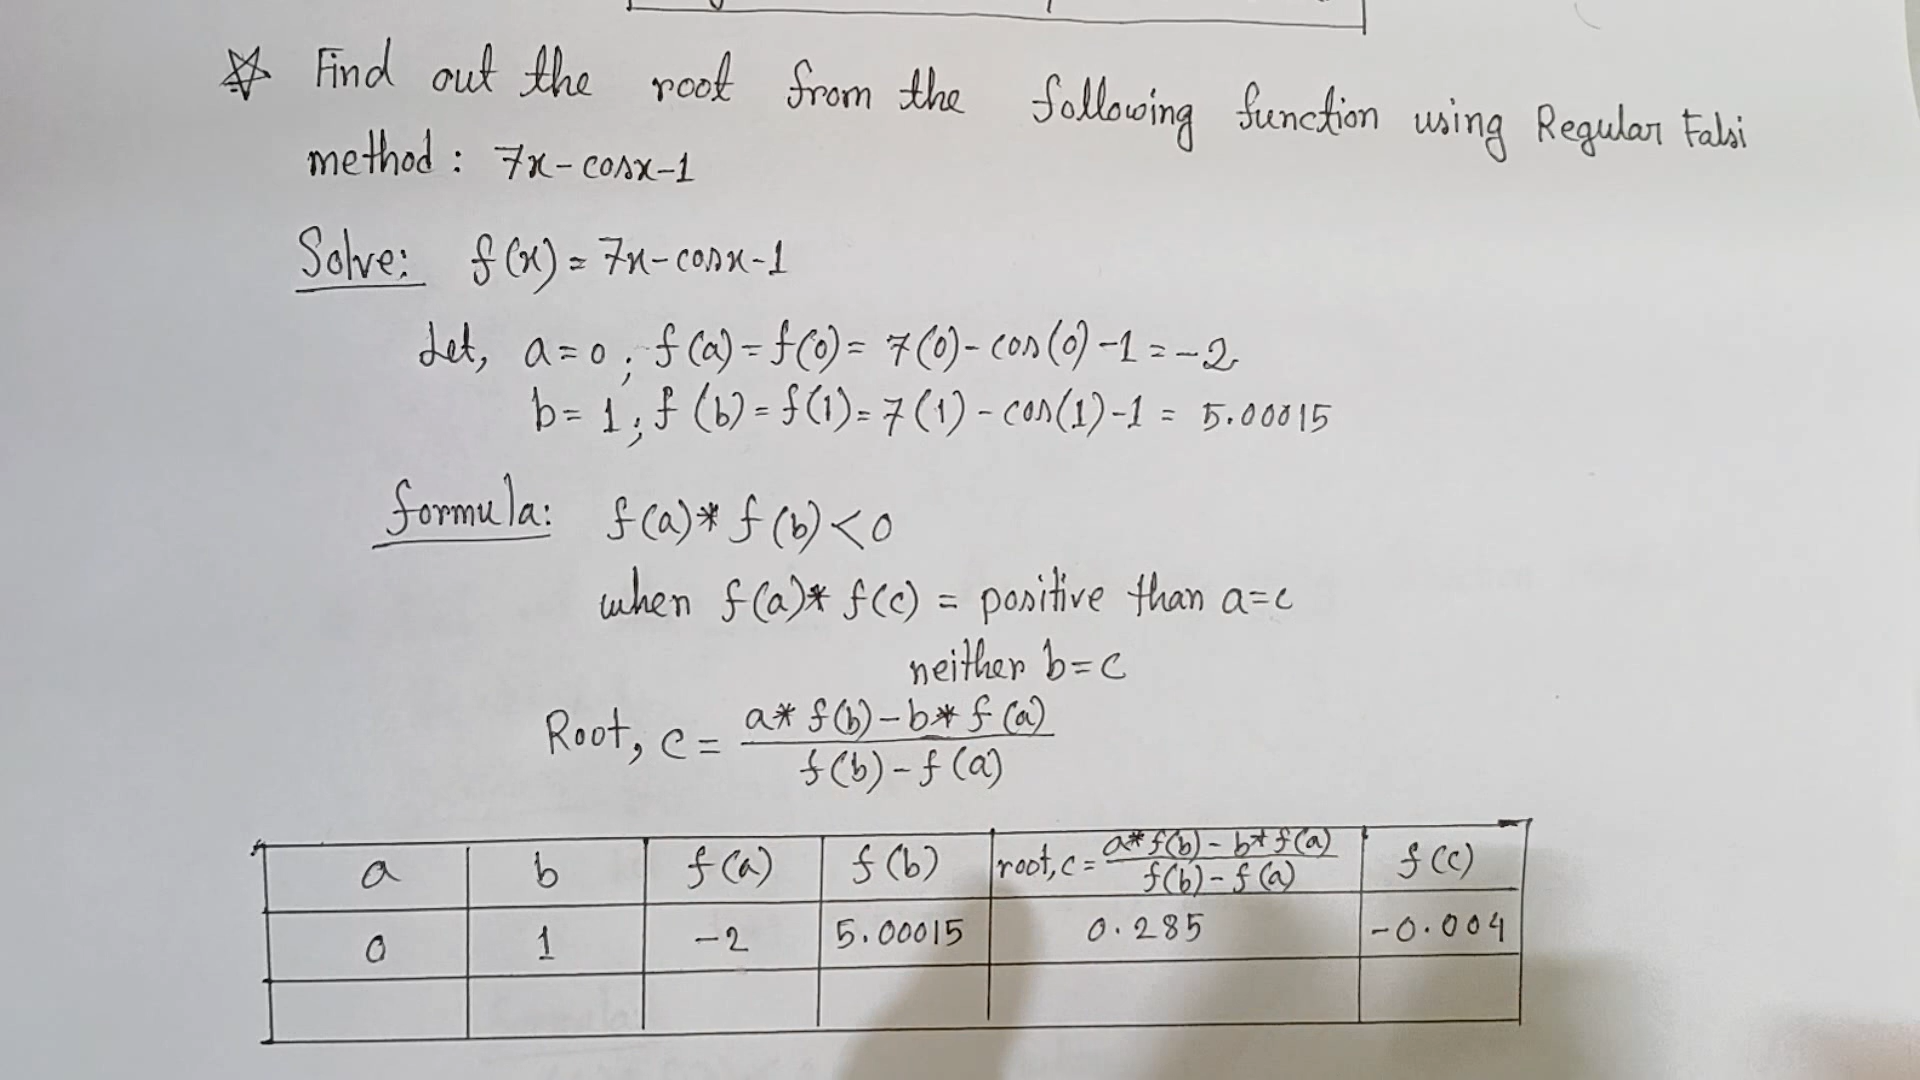 ☆ Find out the root from the following function using Regular Falsi
method: 7x-cosx-1
Solve: f(x) = 7x-cosx-1
Let, a=0; f(a)=f(0)= 7(0)-cos(0)-1=-2
b=1; f(b)=f(1)=7(1)-cos(1)-1= 5.00015
formula: f(a)* f(b)<0
when f(a)* f(c) = positive than a=c
neither b=c
Root, c= a* f(b)-b* f(a) / f(b)-f(a)
a b f(a) f(b) root, c= a* f(b)-b* f(a) / f(b)-f(a) f(c)
0 1 -2 5.00015 0.285 -0.004